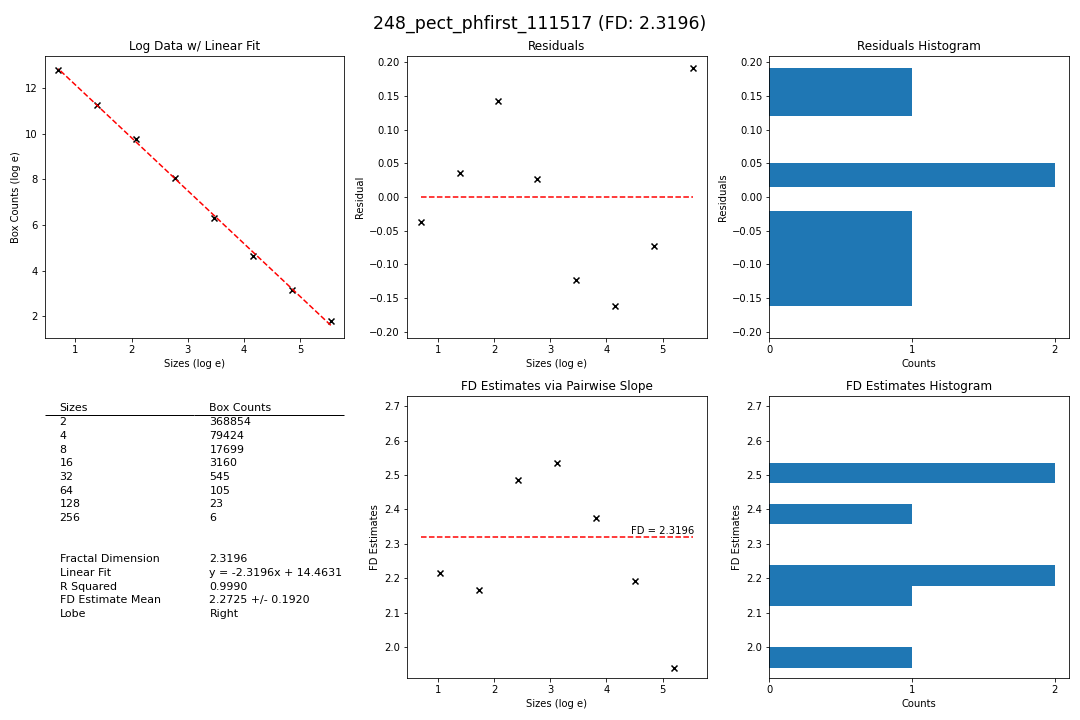 248_pect_phfirst_111517 (FD: 2.3196)
Log Data w/ Linear Fit
Box Counts (log e)
12
10
8
6
4
2
1 2 3 4 5
Sizes (log e)
Residuals
Residual
0.20
0.15
0.10
0.05
0.00
−0.05
−0.10
−0.15
−0.20
1 2 3 4 5
Sizes (log e)
Residuals Histogram
Residuals
0.20
0.15
0.10
0.05
0.00
−0.05
−0.10
−0.15
−0.20
0 1 2
Counts
Sizes Box Counts
2 368854
4 79424
8 17699
16 3160
32 545
64 105
128 23
256 6
Fractal Dimension 2.3196
Linear Fit y = -2.3196x + 14.4631
R Squared 0.9990
FD Estimate Mean 2.2725 +/- 0.1920
Lobe Right
FD Estimates via Pairwise Slope
FD Estimates
2.7
2.6
2.5
2.4
2.3
2.2
2.1
2.0
FD = 2.3196
1 2 3 4 5
Sizes (log e)
FD Estimates Histogram
FD Estimates
2.7
2.6
2.5
2.4
2.3
2.2
2.1
2.0
0 1 2
Counts